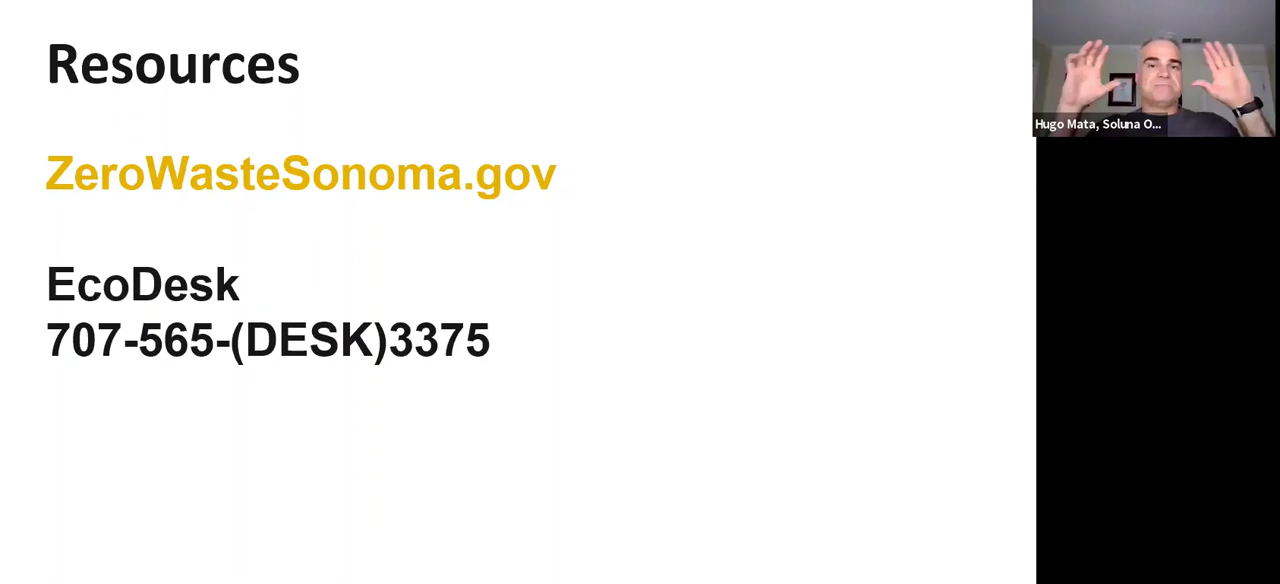 Resources
ZeroWasteSonoma.gov
EcoDesk
707-565-(DESK)3375
Hugo Mata, Soluna O...